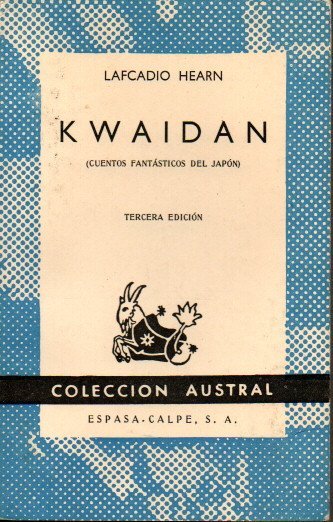 LAFCADIO HEARN
KWAIDAN
(CUENTOS FANTÁSTICOS DEL JAPÓN)
TERCERA EDICIÓN
COLECCION AUSTRAL
ESPASA-CALPE, S. A.